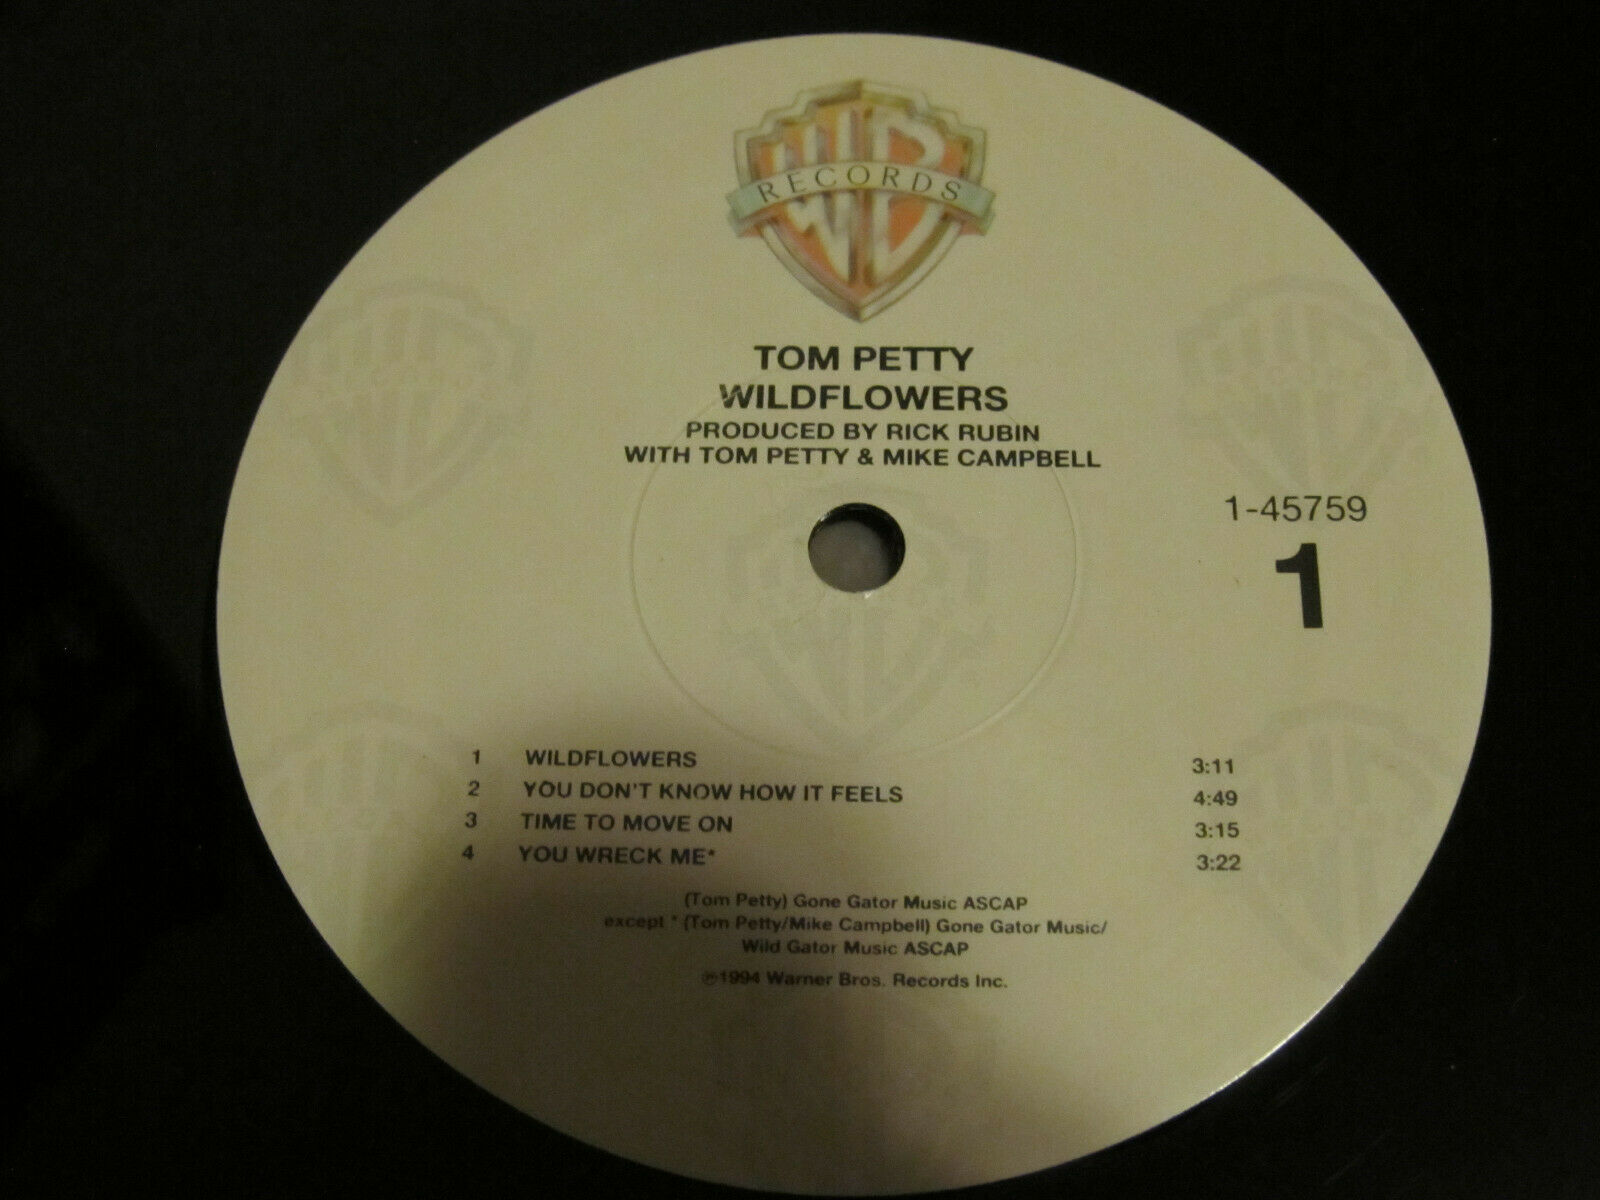 WB
RECORDS
TOM PETTY
WILDFLOWERS
PRODUCED BY RICK RUBIN
WITH TOM PETTY & MIKE CAMPBELL
1-45759
1
1 WILDFLOWERS 3:11
2 YOU DON'T KNOW HOW IT FEELS 4:49
3 TIME TO MOVE ON 3:15
4 YOU WRECK ME* 3:22
(Tom Petty) Gone Gator Music ASCAP
except * (Tom Petty/Mike Campbell) Gone Gator Music/
Wild Gator Music ASCAP
℗1994 Warner Bros. Records Inc.